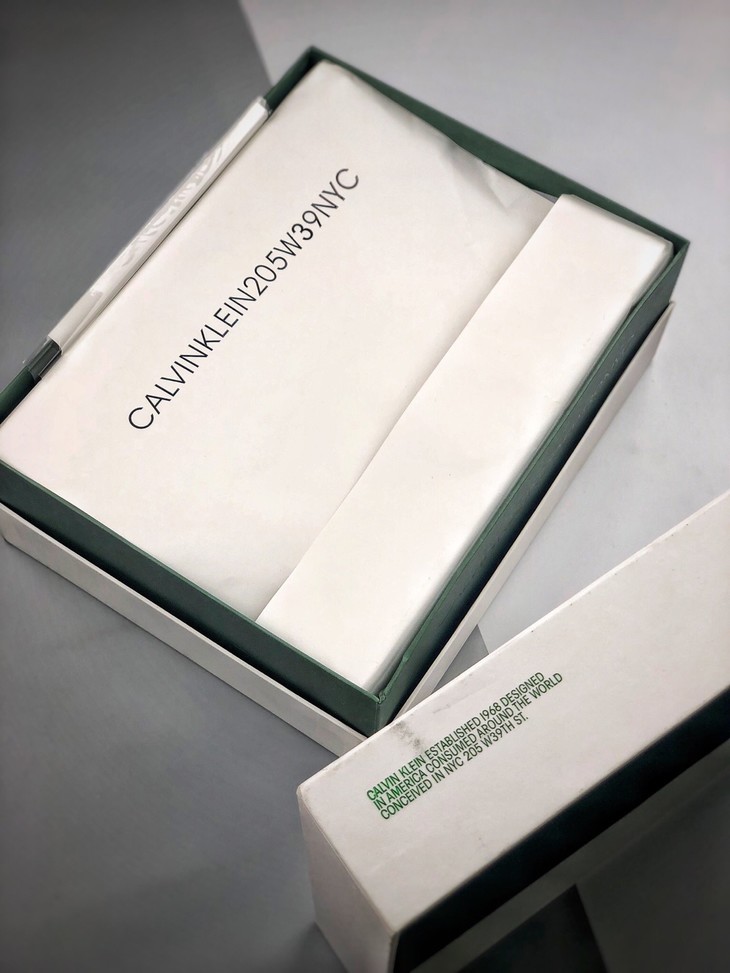 CALVINKLEIN205W39NYC
CALVIN KLEIN ESTABLISHED 1968 DESIGNED
IN AMERICA CONSUMED AROUND THE WORLD
CONCEIVED IN NYC 205 W39TH ST.